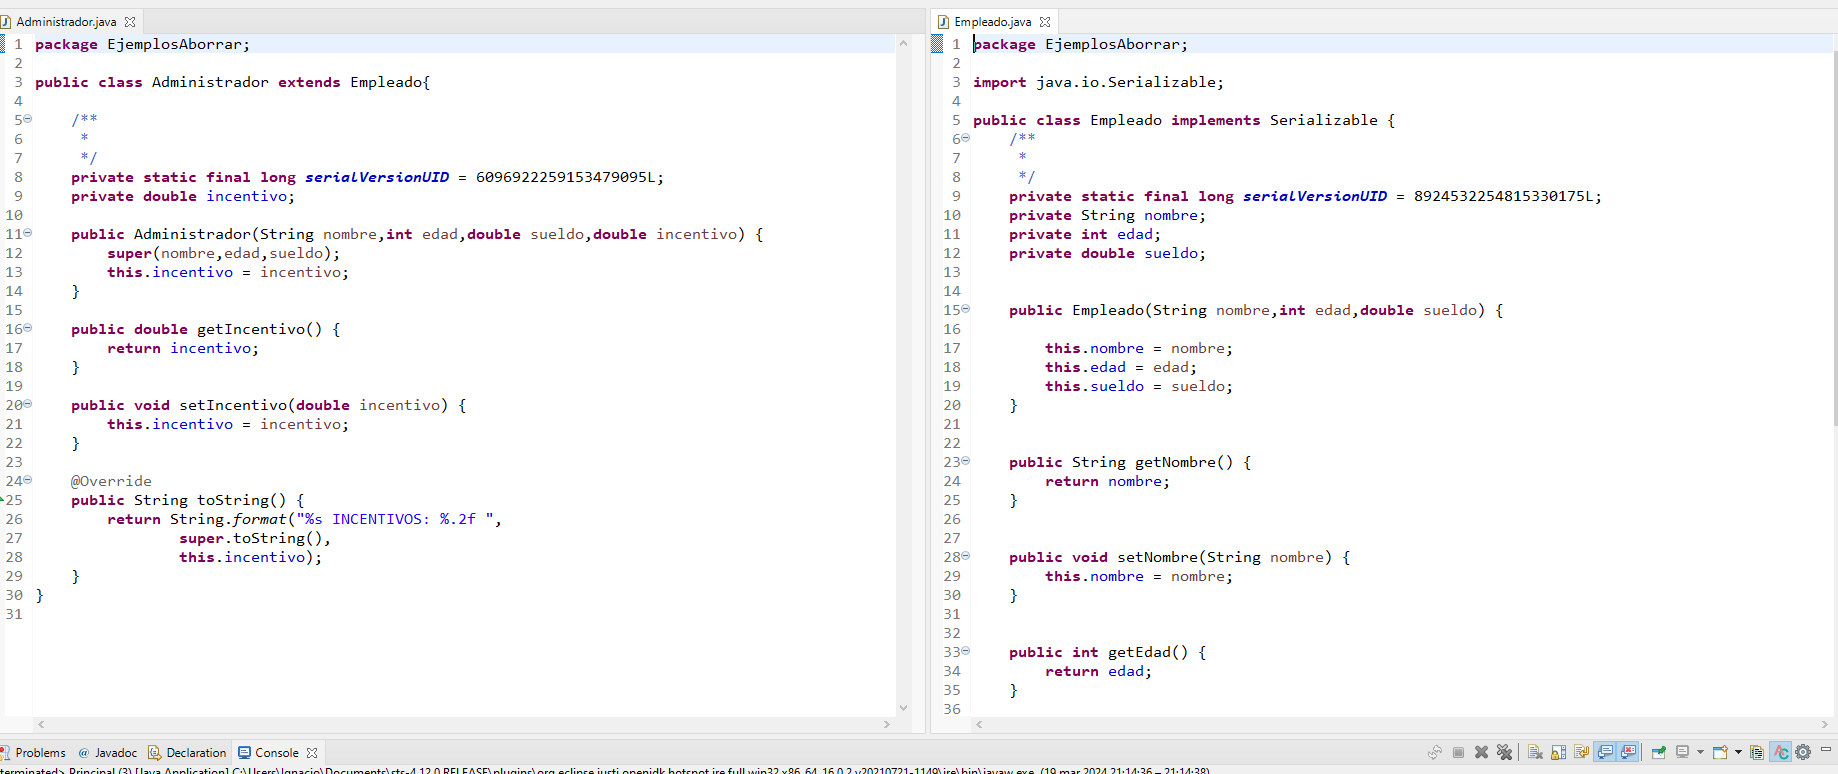 Administrador.java
1 package EjemplosAborrar;
2
3 public class Administrador extends Empleado{
4
5 /**
6 *
7 */
8 private static final long serialVersionUID = 6096922259153479095L;
9 private double incentivo;
10
11 public Administrador(String nombre,int edad,double sueldo,double incentivo) {
12 super(nombre,edad,sueldo);
13 this.incentivo = incentivo;
14 }
15
16 public double getIncentivo() {
17 return incentivo;
18 }
19
20 public void setIncentivo(double incentivo) {
21 this.incentivo = incentivo;
22 }
23
24 @Override
25 public String toString() {
26 return String.format("%s INCENTIVOS: %.2f ",
27 super.toString(),
28 this.incentivo);
29 }
30 }
31
Empleado.java
1 package EjemplosAborrar;
2
3 import java.io.Serializable;
4
5 public class Empleado implements Serializable {
6 /**
7 *
8 */
9 private static final long serialVersionUID = 8924532254815330175L;
10 private String nombre;
11 private int edad;
12 private double sueldo;
13
14
15 public Empleado(String nombre,int edad,double sueldo) {
16
17 this.nombre = nombre;
18 this.edad = edad;
19 this.sueldo = sueldo;
20 }
21
22
23 public String getNombre() {
24 return nombre;
25 }
26
27
28 public void setNombre(String nombre) {
29 this.nombre = nombre;
30 }
31
32
33 public int getEdad() {
34 return edad;
35 }
36
Problems @ Javadoc Declaration Console
terminated> Principal (3) [Java Application] C:\Users\Ignacio\Documents\sts-4.12.0.RELEASE\plugins\org.eclipse.justj.openjdk.hotspot.jre.full.win32.x86_64_16.0.2.v20210721-1149\jre\bin\javaw.exe (19 mar 2024 21:14:36 – 21:14:38)